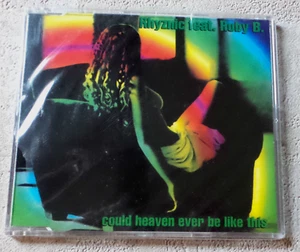 Rhyzmic feat. Ruby B.
could heaven ever be like this